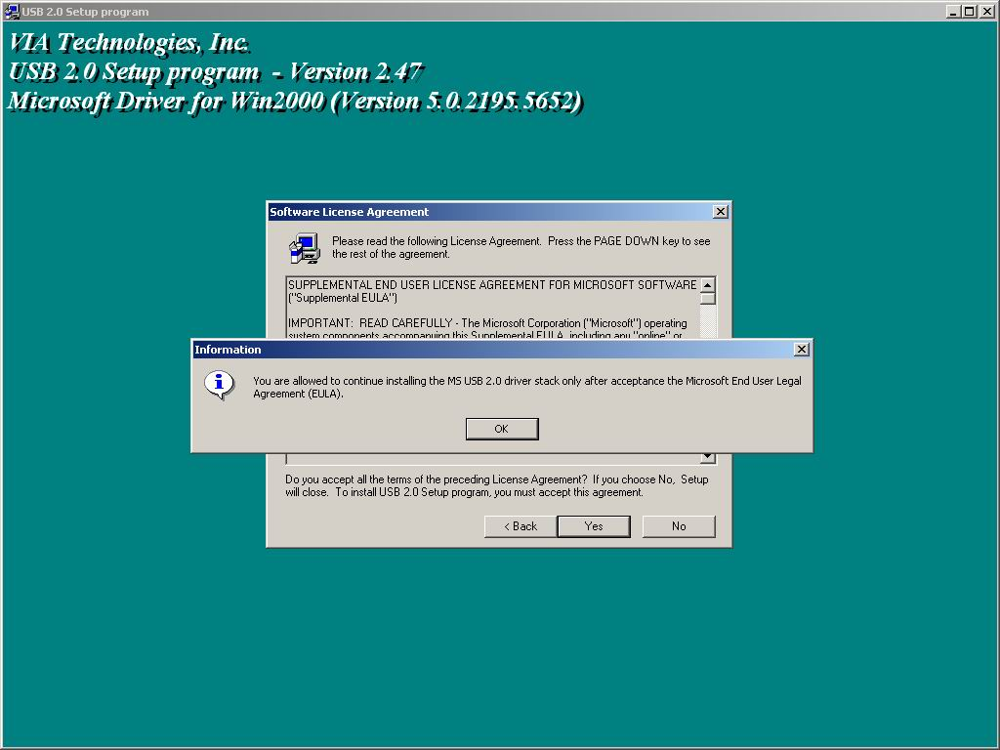 USB 2.0 Setup program
VIA Technologies, Inc.
USB 2.0 Setup program - Version 2.47
Microsoft Driver for Win2000 (Version 5.0.2195.5652)
Software License Agreement
Please read the following License Agreement. Press the PAGE DOWN key to see
the rest of the agreement.
SUPPLEMENTAL END USER LICENSE AGREEMENT FOR MICROSOFT SOFTWARE
("Supplemental EULA")
IMPORTANT: READ CAREFULLY - The Microsoft Corporation ("Microsoft") operating
system components accompanying this Supplemental EULA, including any "online" or
Information
You are allowed to continue installing the MS USB 2.0 driver stack only after acceptance the Microsoft End User Legal
Agreement (EULA).
OK
Do you accept all the terms of the preceding License Agreement? If you choose No, Setup
will close. To install USB 2.0 Setup program, you must accept this agreement.
< Back Yes No